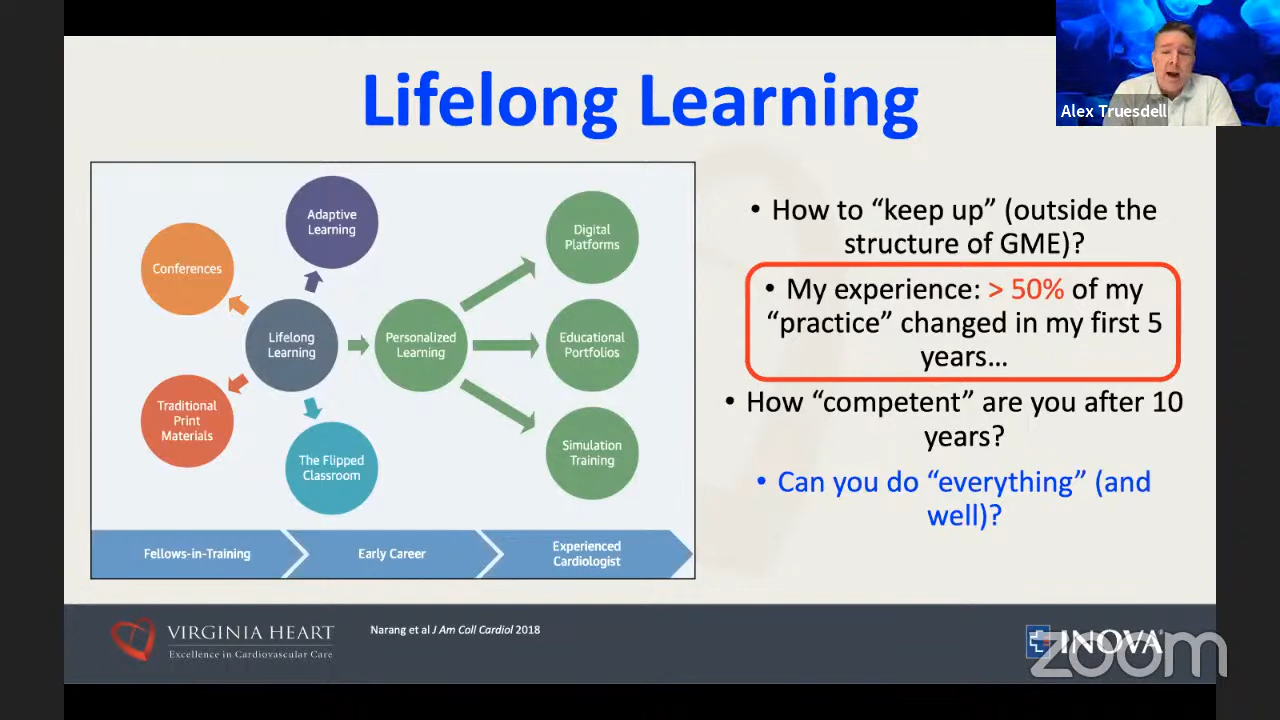 Lifelong Learning
Alex Truesdell
Adaptive
Learning
Conferences
Lifelong
Learning
Traditional
Print
Materials
The Flipped
Classroom
Personalized
Learning
Digital
Platforms
Educational
Portfolios
Simulation
Training
Fellows-in-Training
Early Career
Experienced
Cardiologist
• How to “keep up” (outside the
structure of GME)?
• My experience: > 50% of my
“practice” changed in my first 5
years…
• How “competent” are you after 10
years?
• Can you do “everything” (and
well)?
VIRGINIA HEART
Excellence in Cardiovascular Care
Narang et al J Am Coll Cardiol 2018
INOVA
zoom